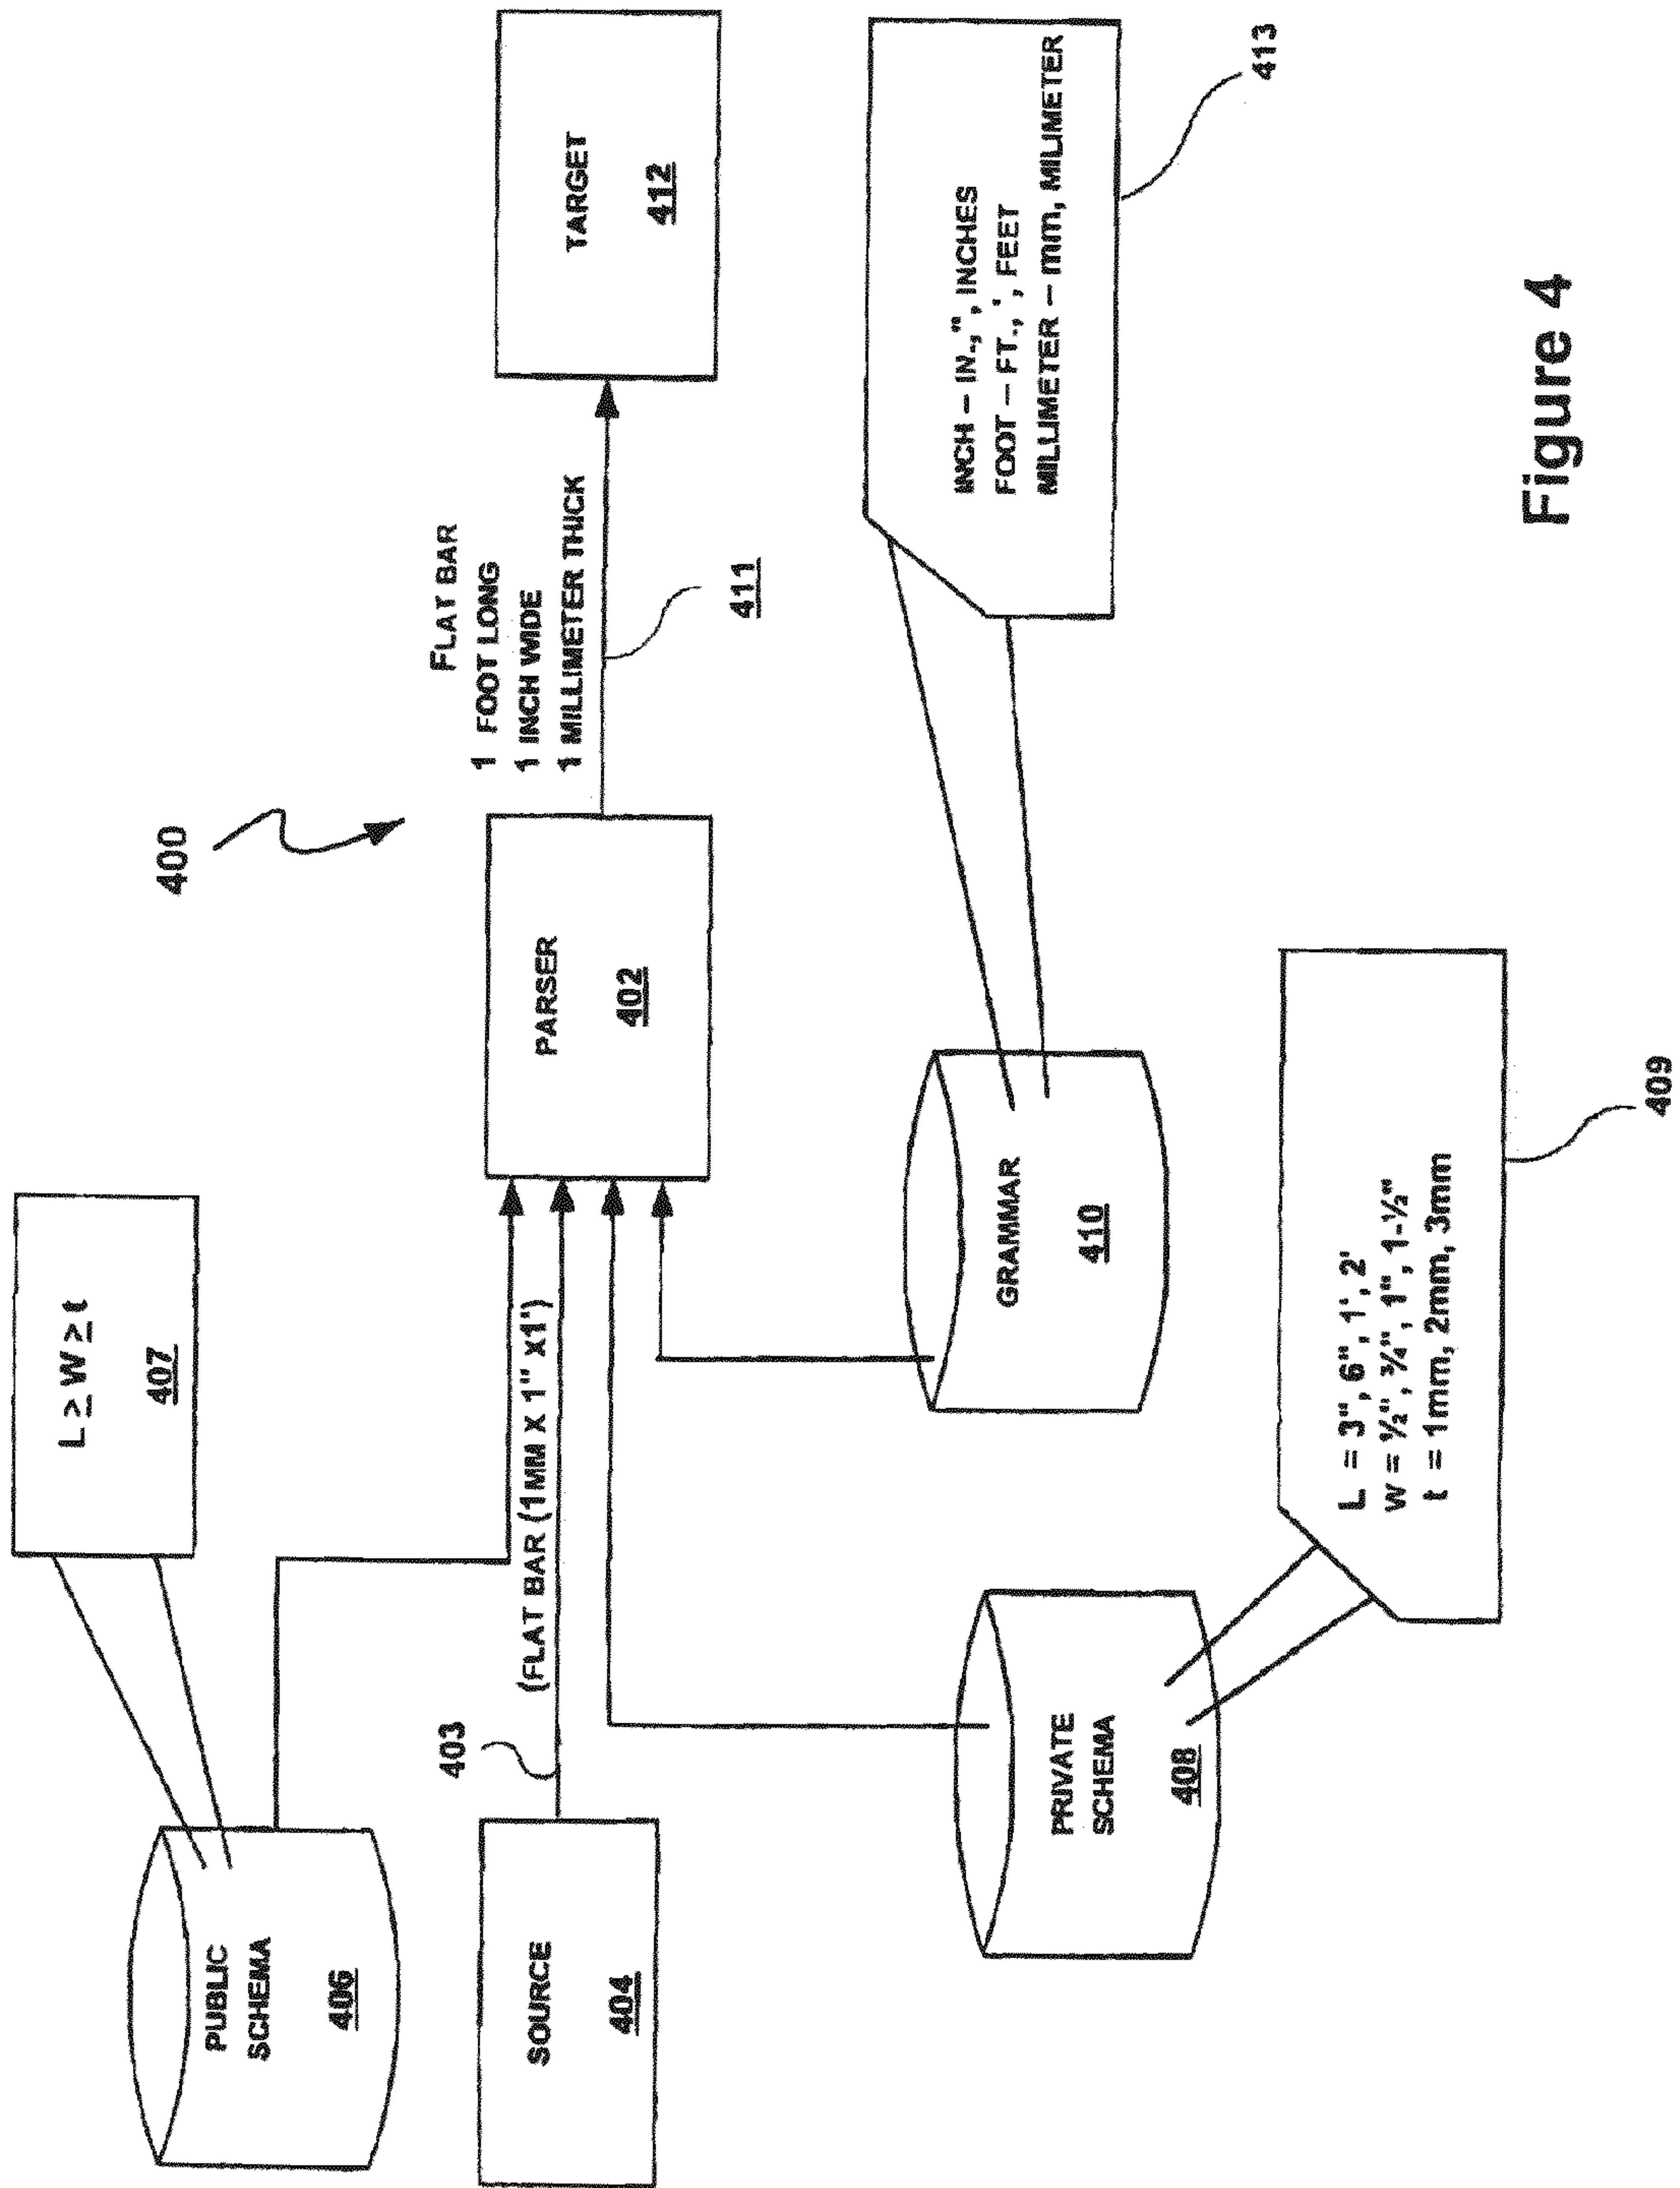 400
L ≥ W ≥ t
407
PUBLIC
SCHEMA
406
SOURCE
404
403
(FLAT BAR (1MM X 1" X1')
PARSER
402
FLAT BAR
1 FOOT LONG
1 INCH WIDE
1 MILLIMETER THICK
411
TARGET
412
PRIVATE
SCHEMA
408
GRAMMAR
410
INCH – IN.,", INCHES
FOOT – FT., ', FEET
MILLIMETER – mm, MILIMETER
413
L = 3", 6", 1', 2'
W = ½", ¾", 1", 1-½"
t = 1mm, 2mm, 3mm
409
Figure 4